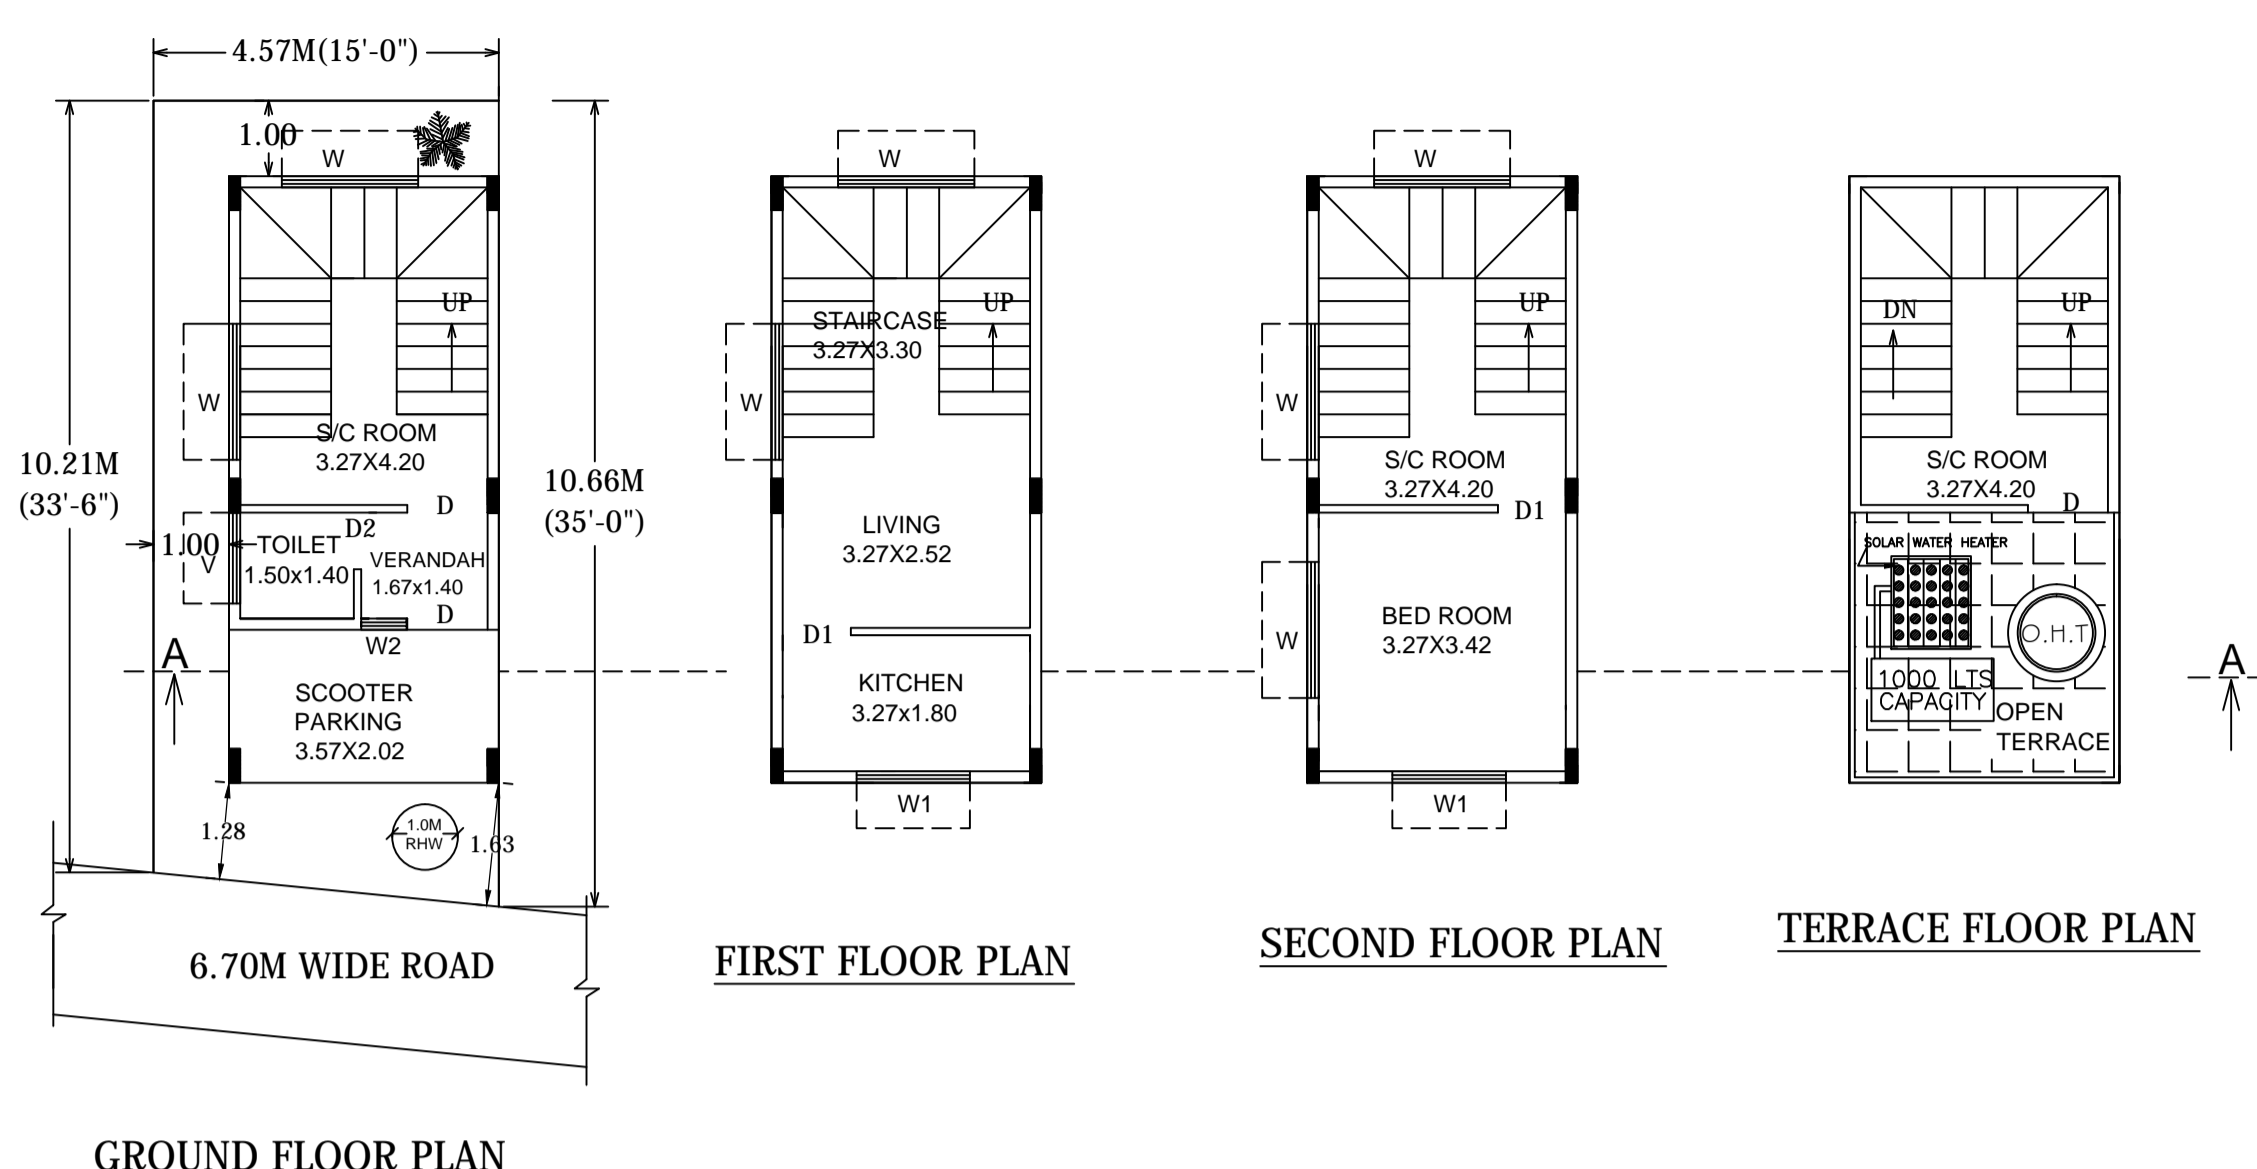 4.57M(15'-0")
1.00
W
UP
W
S/C ROOM
3.27X4.20
10.21M
(33'-6")
10.66M
(35'-0")
D
D2
1.00
V
TOILET
1.50x1.40
VERANDAH
1.67x1.40
D
W2
A
SCOOTER
PARKING
3.57X2.02
1.28
1.0M
RHW
1.63
6.70M WIDE ROAD
GROUND FLOOR PLAN
W
UP
STAIRCASE
3.27X3.30
W
LIVING
3.27X2.52
D1
KITCHEN
3.27x1.80
W1
FIRST FLOOR PLAN
W
UP
W
S/C ROOM
3.27X4.20
D1
BED ROOM
3.27X3.42
W
W1
SECOND FLOOR PLAN
DN
UP
S/C ROOM
3.27X4.20
D
SOLAR WATER HEATER
O.H.T
1000 LTS
CAPACITY
OPEN
TERRACE
A
TERRACE FLOOR PLAN